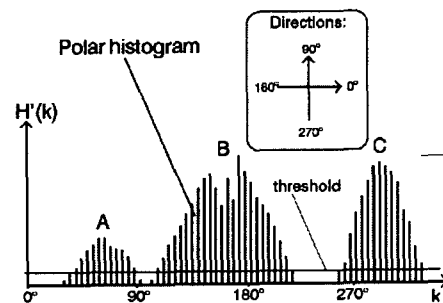 Directions:
90°
180° 0°
270°
Polar histogram
H'(k)
A B C
threshold
0° 90° 180° 270° k